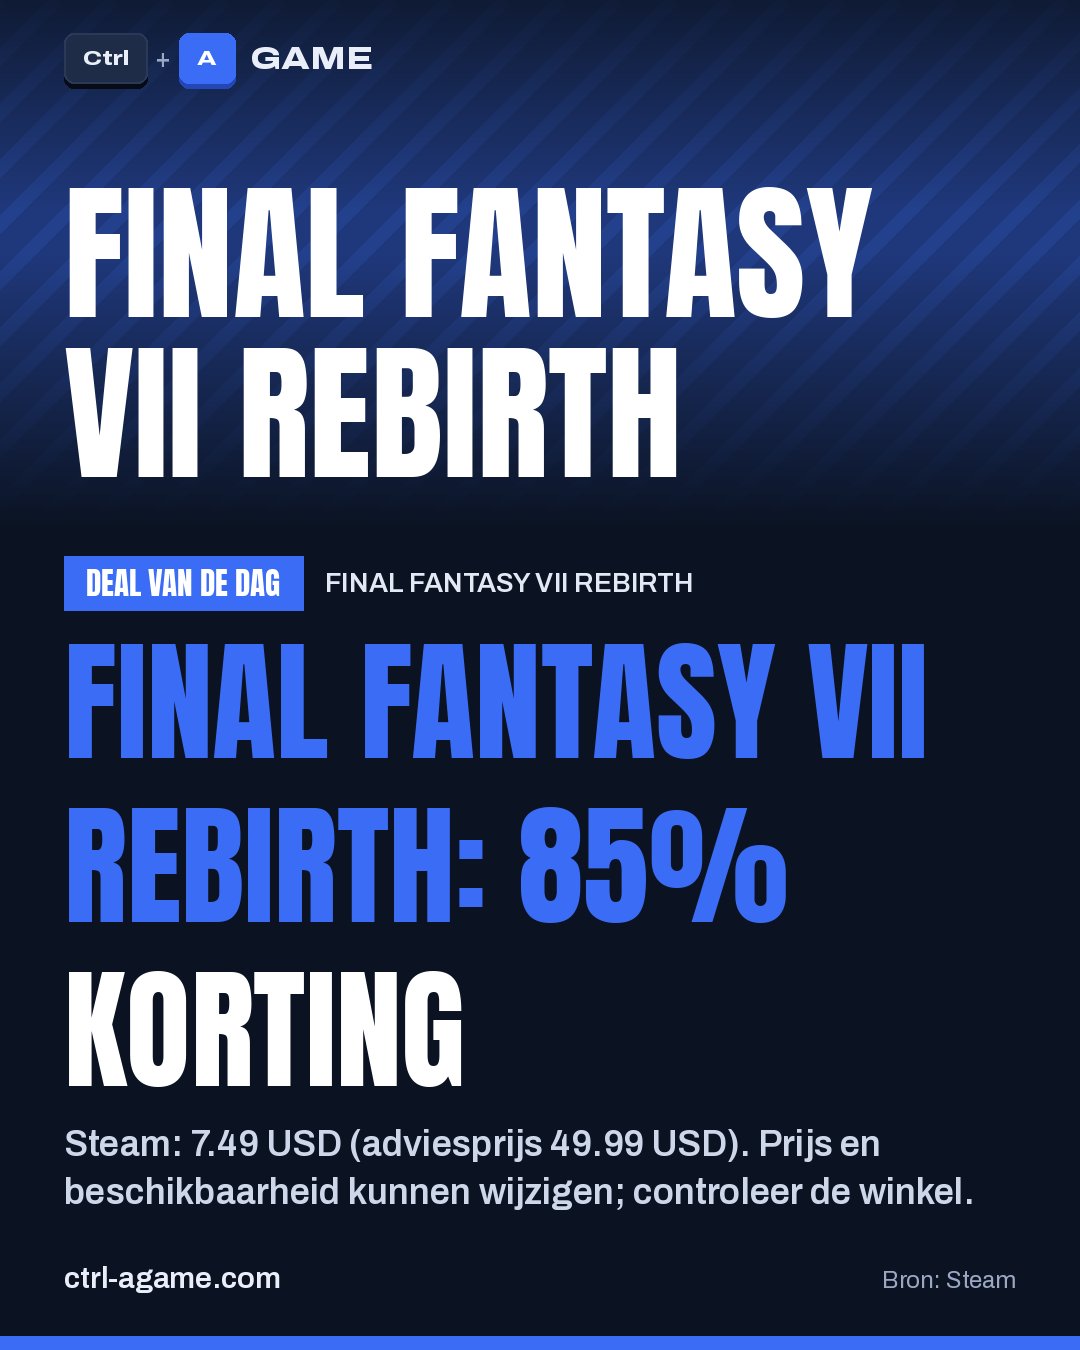 Ctrl + A GAME
FINAL FANTASY
VII REBIRTH
DEAL VAN DE DAG FINAL FANTASY VII REBIRTH
FINAL FANTASY VII
REBIRTH: 85%
KORTING
Steam: 7.49 USD (adviesprijs 49.99 USD). Prijs en
beschikbaarheid kunnen wijzigen; controleer de winkel.
ctrl-agame.com Bron: Steam